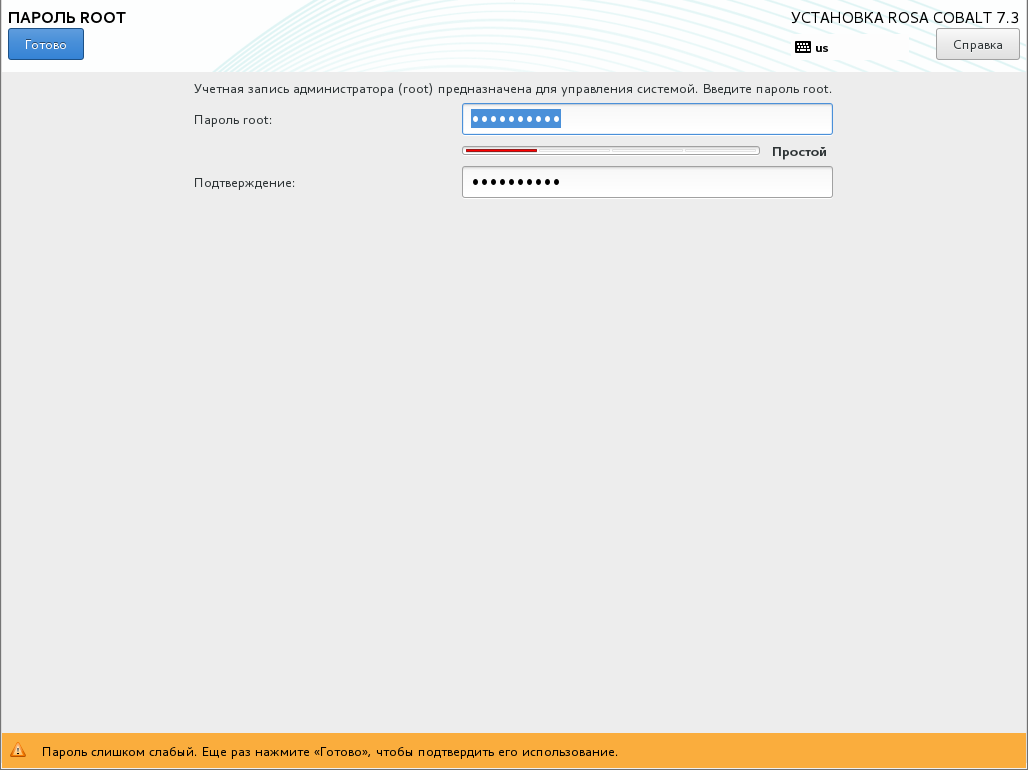 ПАРОЛЬ ROOT
УСТАНОВКА ROSA COBALT 7.3
Готово
us
Справка
Учетная запись администратора (root) предназначена для управления системой. Введите пароль root.
Пароль root:
Простой
Подтверждение:
Пароль слишком слабый. Еще раз нажмите «Готово», чтобы подтвердить его использование.